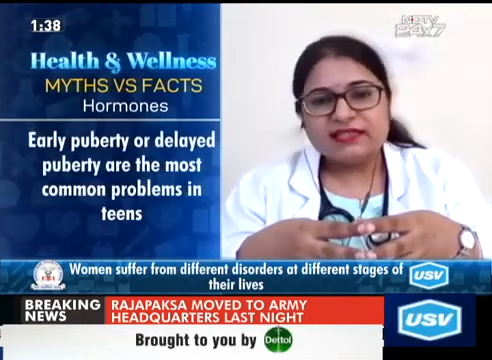 1:38
NDTV
24x7
Health & Wellness
MYTHS VS FACTS
Hormones
Early puberty or delayed
puberty are the most
common problems in
teens
Women suffer from different disorders at different stages of
their lives
USV
BREAKING
NEWS
RAJAPAKSA MOVED TO ARMY
HEADQUARTERS LAST NIGHT
USV
Brought to you by Dettol